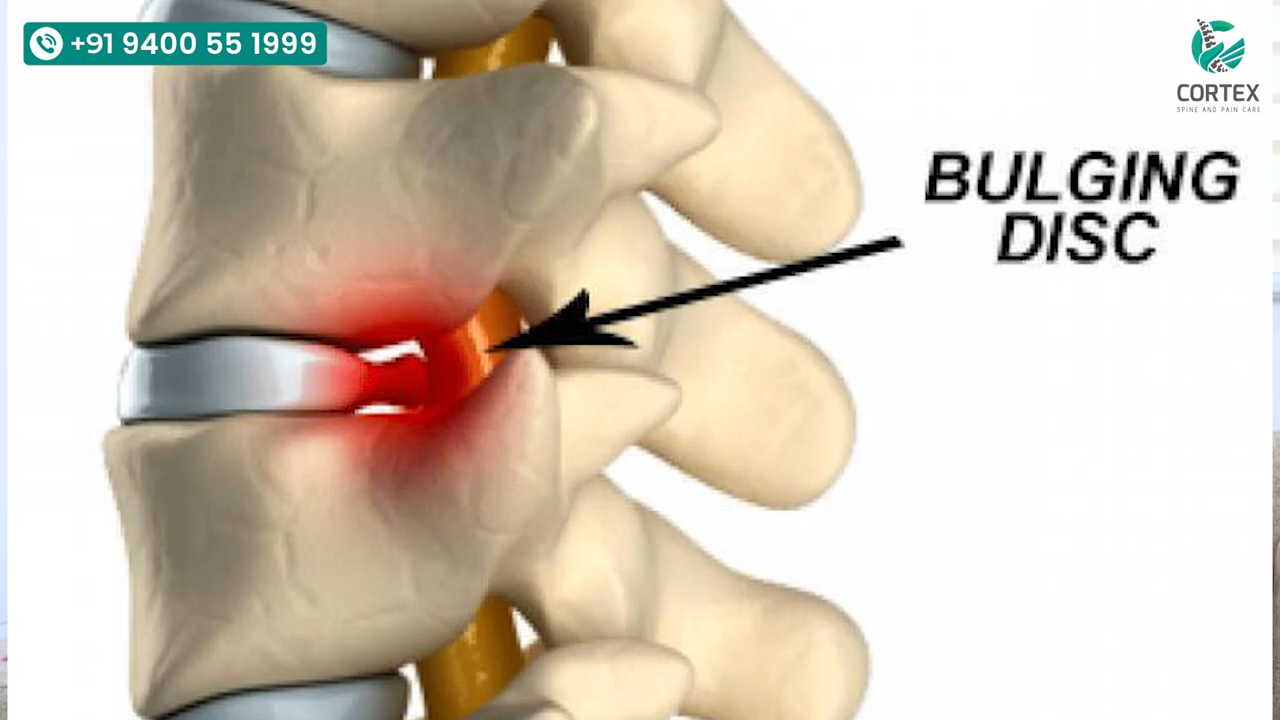 +91 9400 55 1999
CORTEX
SPINE AND PAIN CARE
BULGING
DISC